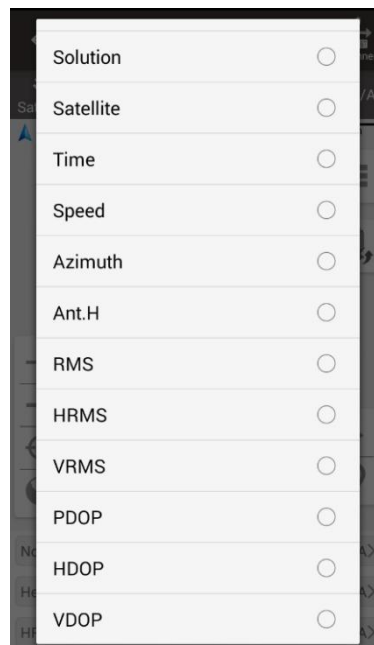 Solution
Satellite
Time
Speed
Azimuth
Ant.H
RMS
HRMS
VRMS
PDOP
HDOP
VDOP